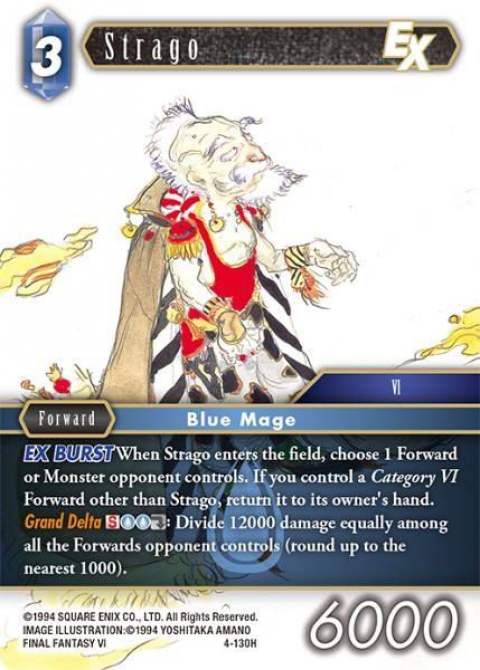 3
Strago
EX
VI
Forward
Blue Mage
EX BURST When Strago enters the field, choose 1 Forward
or Monster opponent controls. If you control a Category VI
Forward other than Strago, return it to its owner's hand.
Grand Delta S: Divide 12000 damage equally among
all the Forwards opponent controls (round up to the
nearest 1000).
©1994 SQUARE ENIX CO., LTD. All Rights Reserved.
IMAGE ILLUSTRATION:©1994 YOSHITAKA AMANO
FINAL FANTASY VI 4-130H
6000